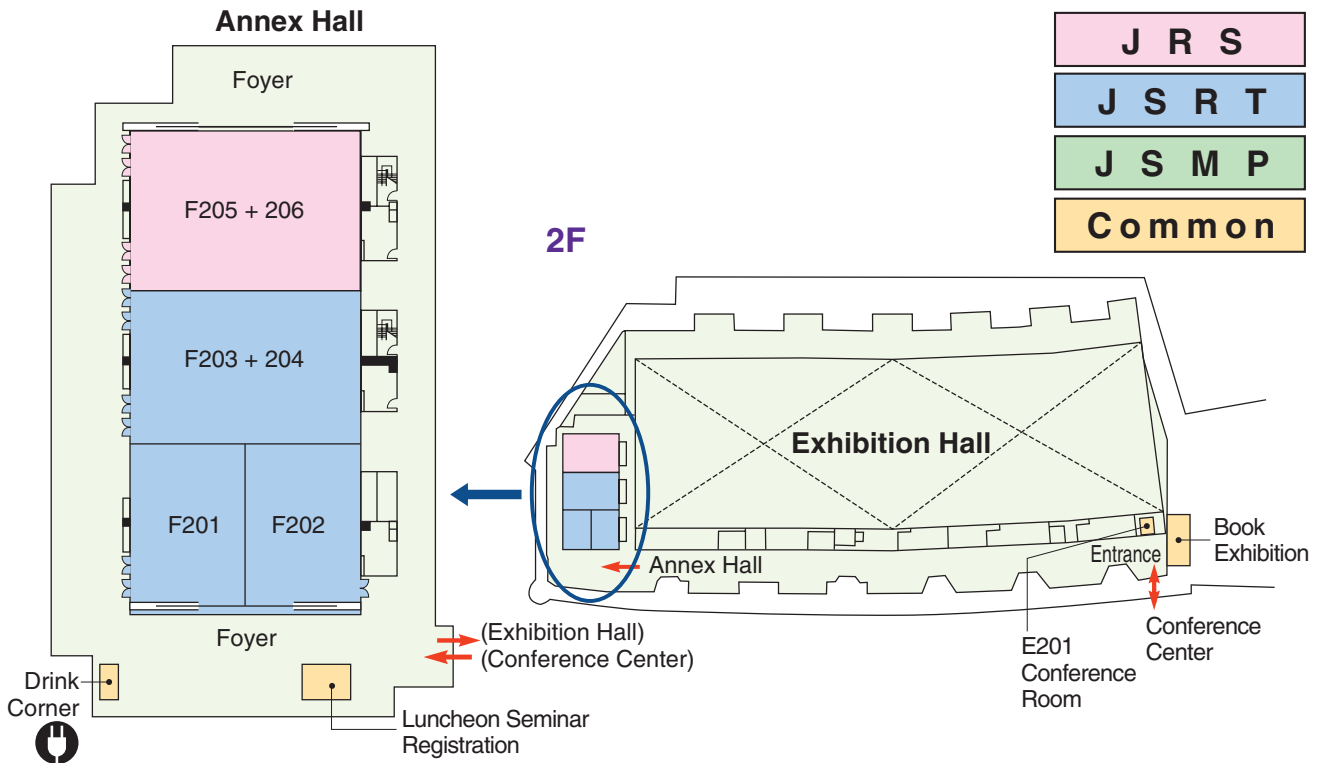 Annex Hall
Foyer
F205 + 206
F203 + 204
F201
F202
Foyer
(Exhibition Hall)
(Conference Center)
Drink
Corner
Luncheon Seminar
Registration
J R S
J S R T
J S M P
Common
2F
Exhibition Hall
Annex Hall
Entrance
Book
Exhibition
E201
Conference
Room
Conference
Center